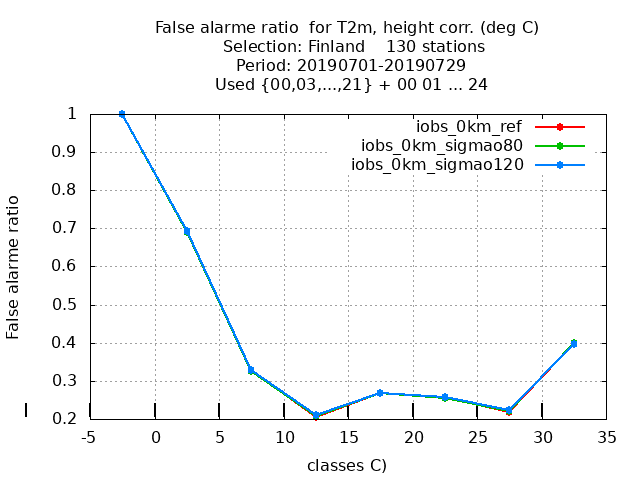 False alarme ratio  for T2m, height corr. (deg C)
Selection: Finland    130 stations
Period: 20190701-20190729
Used {00,03,...,21} + 00 01 ... 24
iobs_0km_ref
iobs_0km_sigmao80
iobs_0km_sigmao120
False alarme ratio
1
0.9
0.8
0.7
0.6
0.5
0.4
0.3
0.2
-5 0 5 10 15 20 25 30 35
classes C)